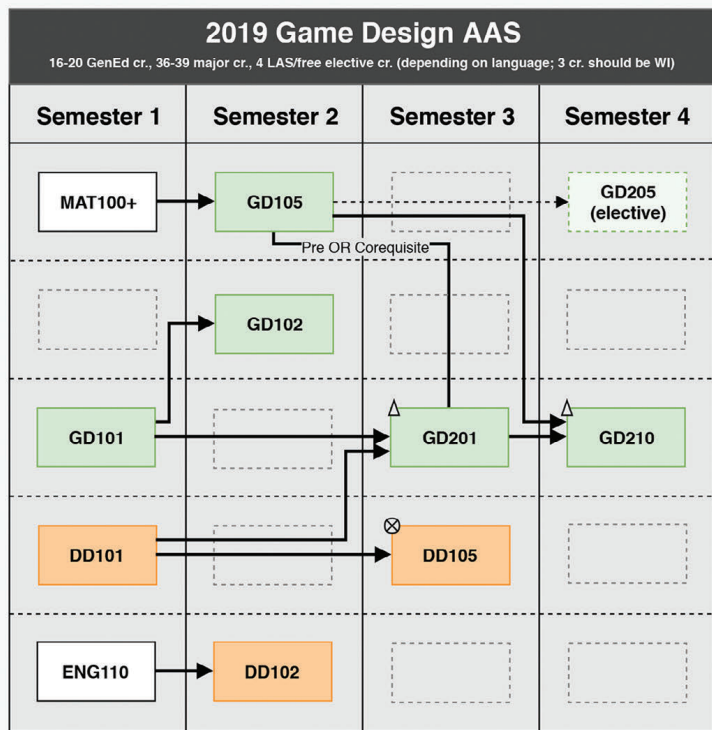 2019 Game Design AAS
16-20 GenEd cr., 36-39 major cr., 4 LAS/free elective cr. (depending on language; 3 cr. should be WI)
Semester 1
Semester 2
Semester 3
Semester 4
MAT100+
GD105
GD205
(elective)
Pre OR Corequisite
GD102
GD101
GD201
GD210
DD101
DD105
ENG110
DD102